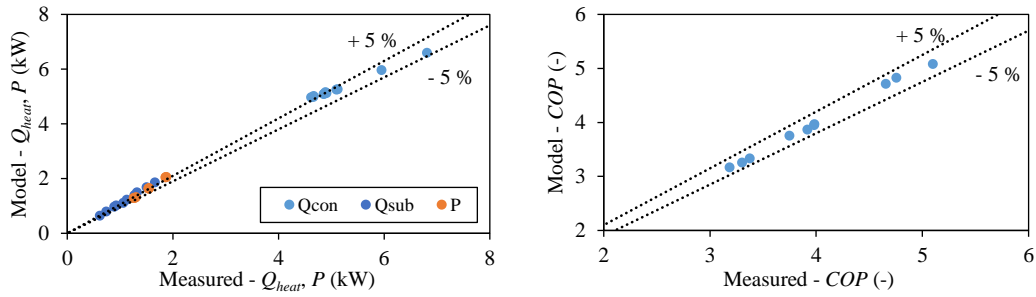 8
6
4
2
0
Model - Qheat, P (kW)
+ 5 %
- 5 %
Qcon Qsub P
0 2 4 6 8
Measured - Qheat, P (kW)
6
5
4
3
2
Model - COP (-)
+ 5 %
- 5 %
2 3 4 5 6
Measured - COP (-)